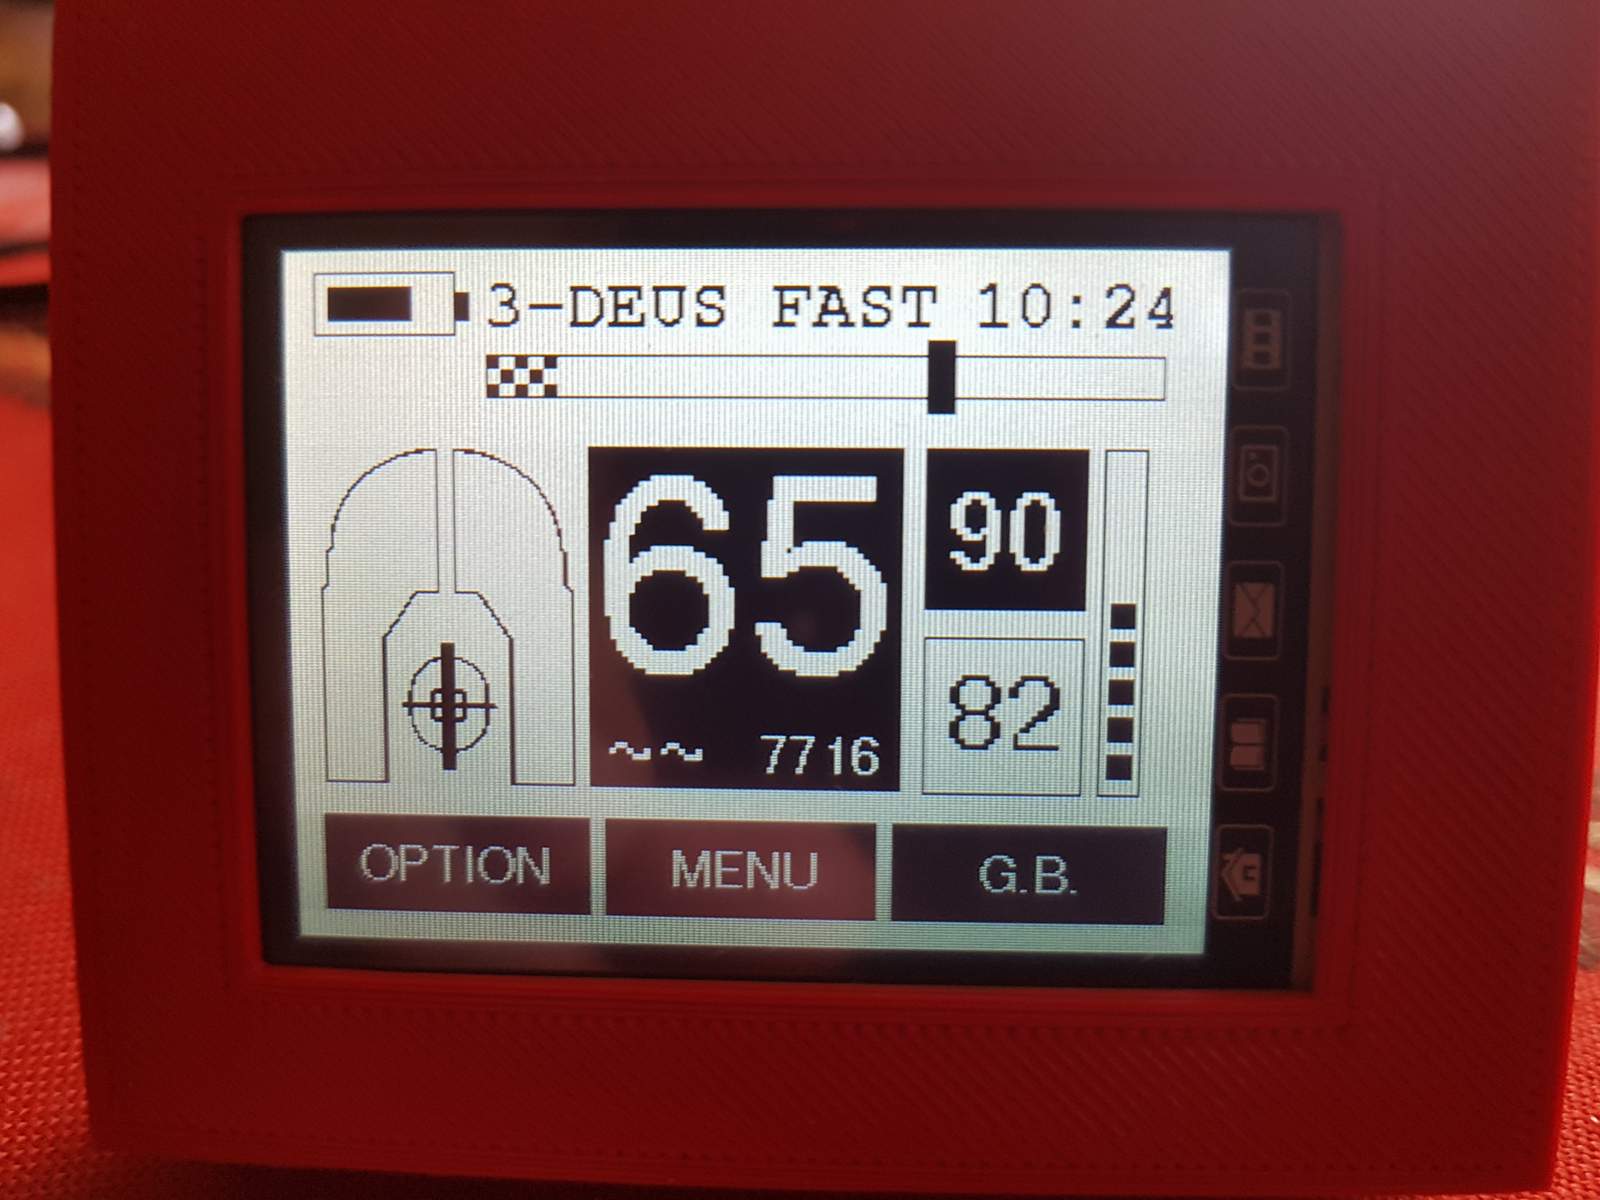 3-DEUS FAST 10:24
65
90
82
~~ 7716
OPTION MENU G.B.